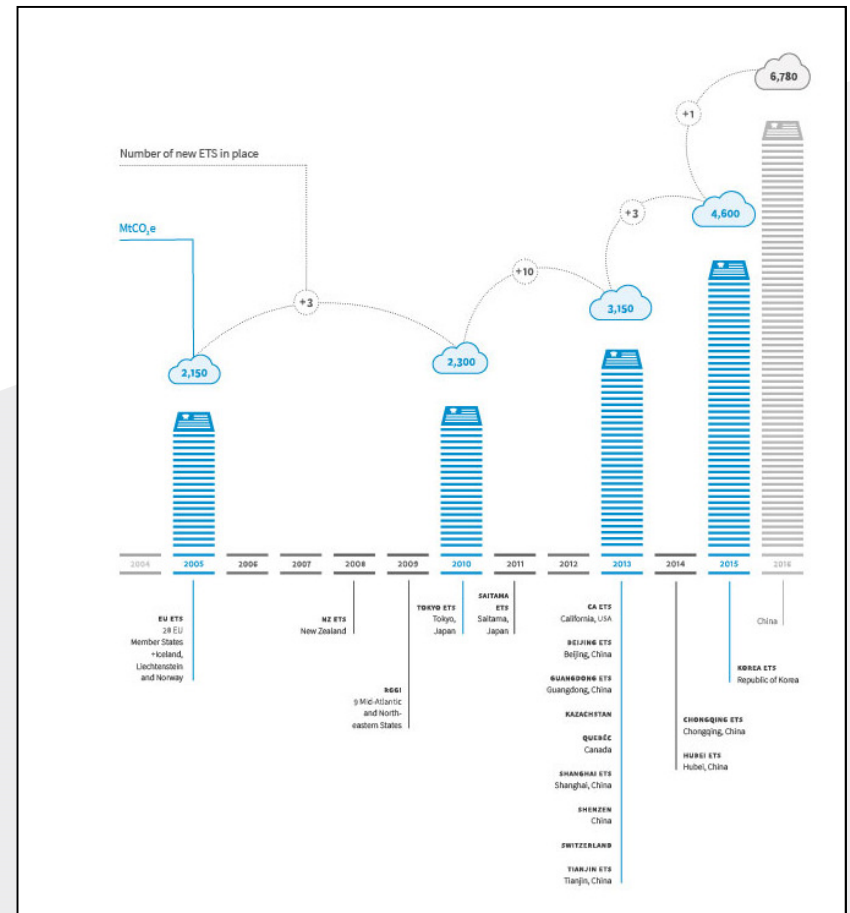 6,780
+1
Number of new ETS in place
+3
4,600
MtCO₂e
+10
+3
3,150
2,300
2,150
2004
2005
2006
2007
2008
2009
2010
2011
2012
2013
2014
2015
2016
EU ETS
28 EU
Member States
+Iceland,
Liechtenstein
and Norway
NZ ETS
New Zealand
RGGI
9 Mid-Atlantic
and North-
eastern States
TOKYO ETS
Tokyo,
Japan
SAITAMA
ETS
Saitama,
Japan
CA ETS
California, USA
BEIJING ETS
Beijing, China
GUANGDONG ETS
Guangdong, China
KAZACHSTAN
QUEBÉC
Canada
SHANGHAI ETS
Shanghai, China
SHENZEN
China
SWITZERLAND
TIANJIN ETS
Tianjin, China
CHONGQING ETS
Chongqing, China
HUBEI ETS
Hubei, China
KOREA ETS
Republic of Korea
China